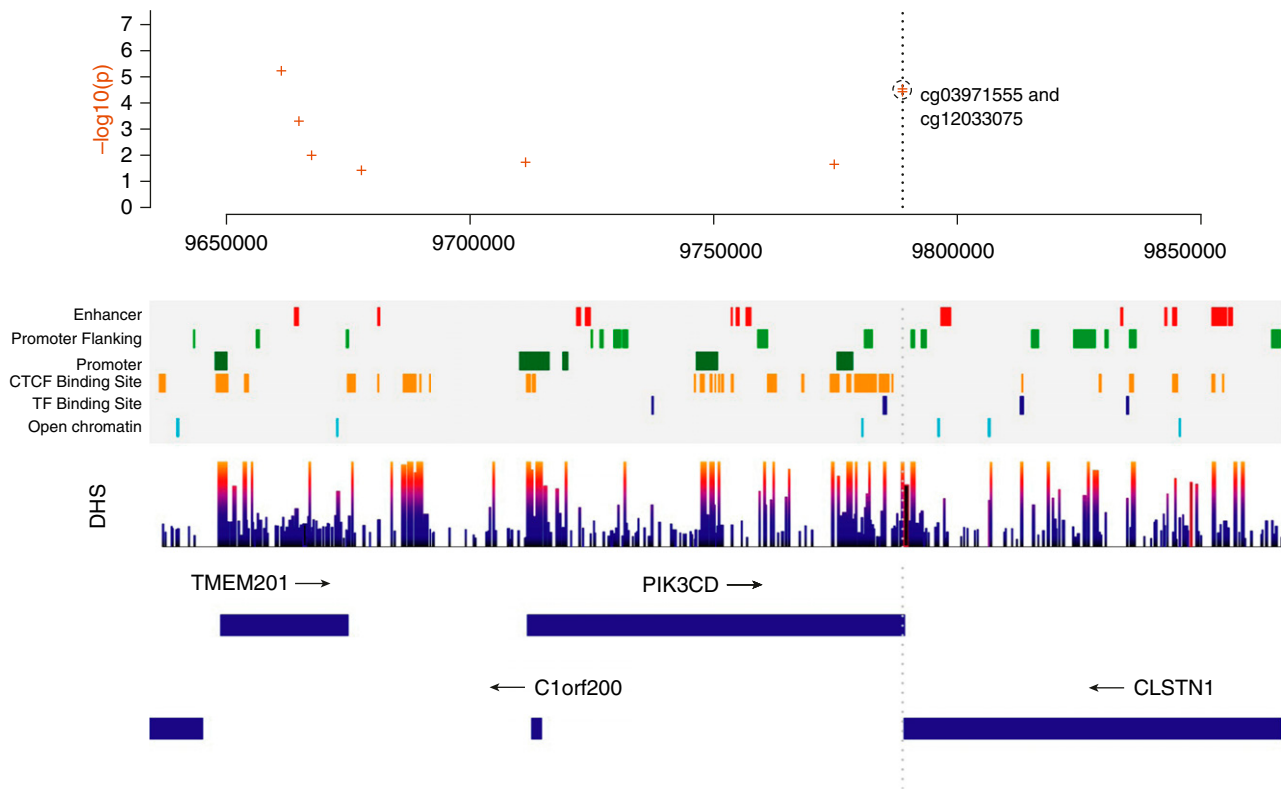 7
6
5
4
3
2
1
0
−log10(p)
cg03971555 and
cg12033075
9650000
9700000
9750000
9800000
9850000
Enhancer
Promoter Flanking
Promoter
CTCF Binding Site
TF Binding Site
Open chromatin
DHS
TMEM201
PIK3CD
C1orf200
CLSTN1